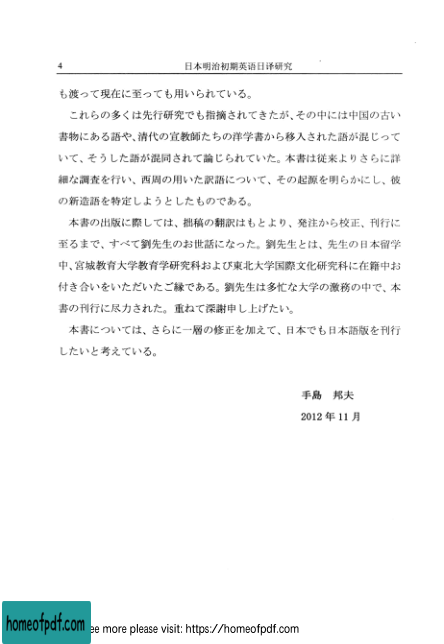 4
日本明治初期英语日译研究
も渡って現在に至っても用いられている。
これらの多くは先行研究でも指摘されてきたが、その中には中国の古い
書物にある語や、清代の宣教師たちの洋学書から移入された語が混じって
いて、そうした語が混同されて論じられていた。本書は従来よりさらに詳
細な調査を行い、西周の用いた訳語について、その起源を明らかにし、彼
の新造語を特定しようとしたものである。
本書の出版に際しては、拙稿の翻訳はもとより、発注から校正、刊行に
至るまで、すべて劉先生のお世話になった。劉先生とは、先生の日本留学
中、宮城教育大学教育学研究科および東北大学国際文化研究科に在籍中お
付き合いをいただいたご縁である。劉先生は多忙な大学の激務の中で、本
書の刊行に尽力された。重ねて深謝申し上げたい。
本書については、さらに一層の修正を加えて、日本でも日本語版を刊行
したいと考えている。
手島 邦夫
2012 年 11 月
homeofpdf.com
ee more please visit: https://homeofpdf.com